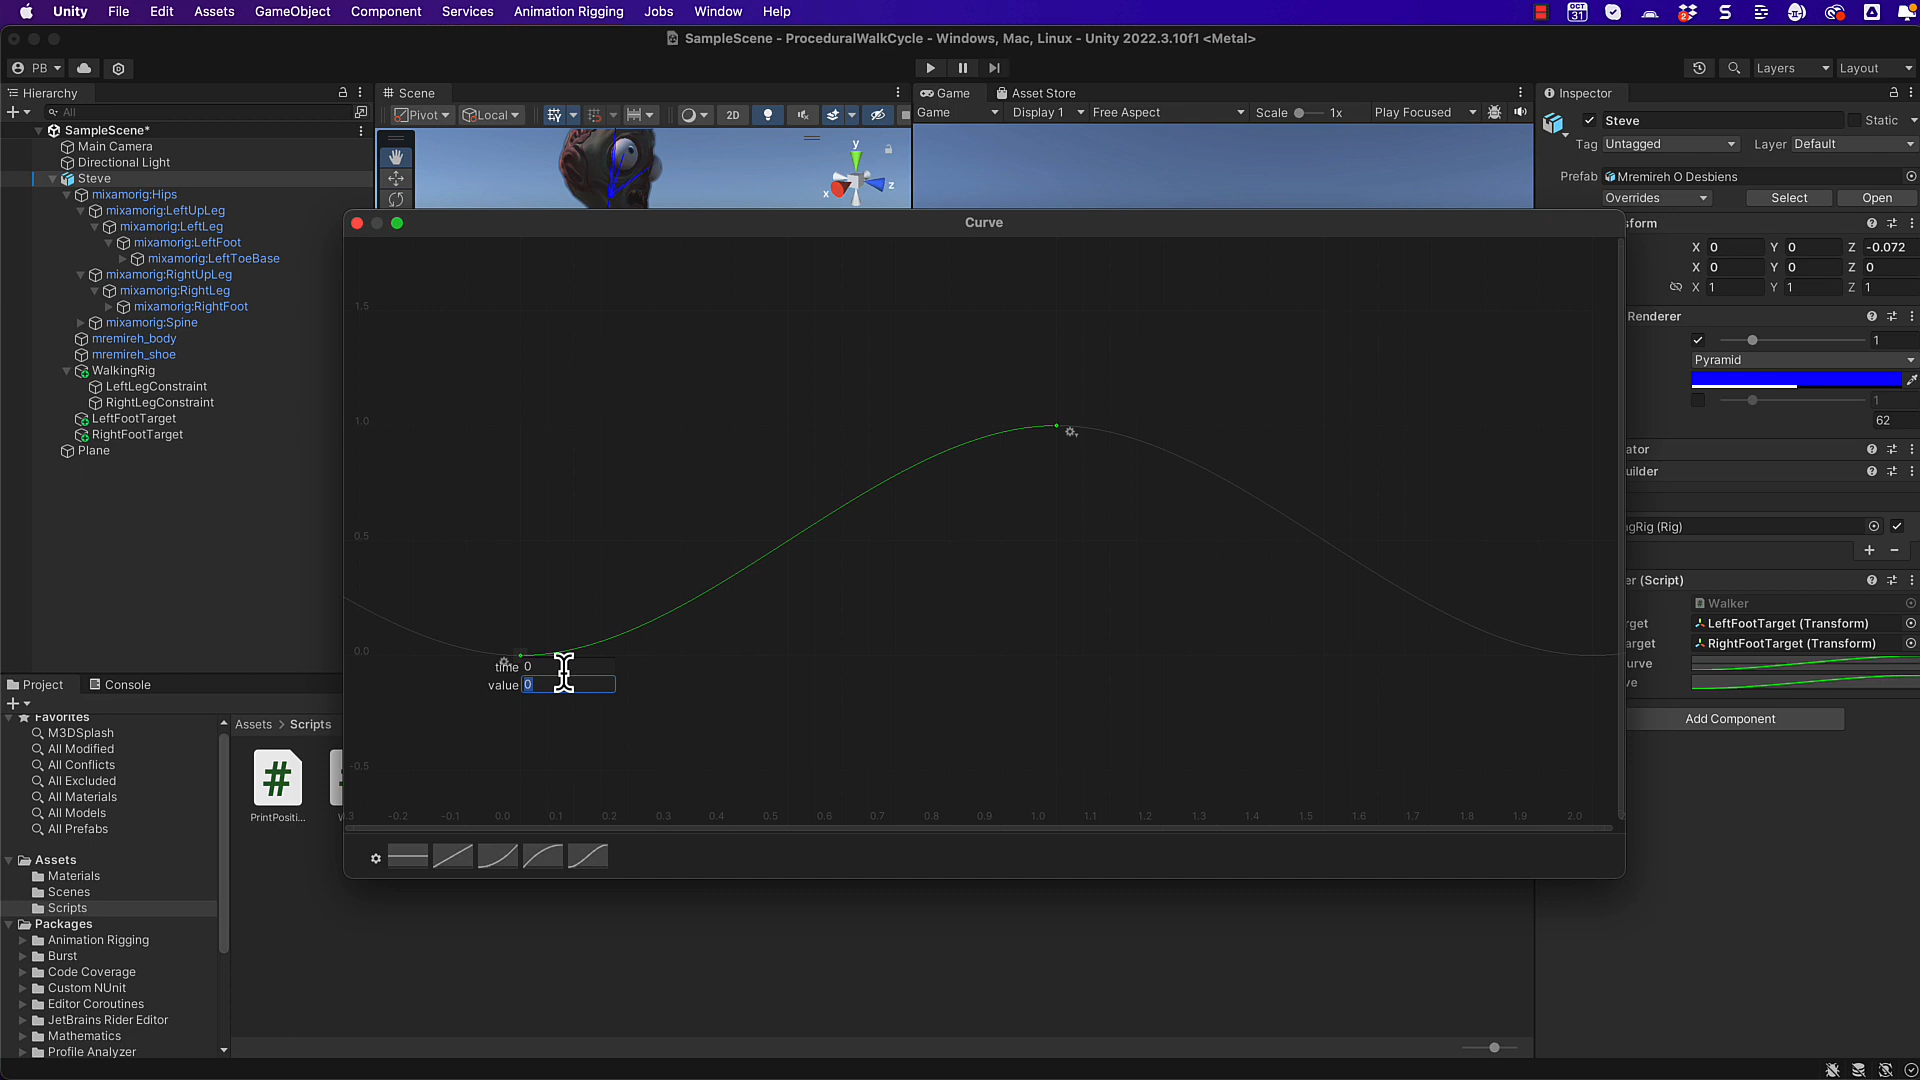 Unity File Edit Assets GameObject Component Services Animation Rigging Jobs Window Help
OCT 31
2
SampleScene - ProceduralWalkCycle - Windows, Mac, Linux - Unity 2022.3.10f1 <Metal>
PB
Layers Layout
Hierarchy
All
SampleScene*
Main Camera
Directional Light
Steve
mixamorig:Hips
mixamorig:LeftUpLeg
mixamorig:LeftLeg
mixamorig:LeftFoot
mixamorig:LeftToeBase
mixamorig:RightUpLeg
mixamorig:RightLeg
mixamorig:RightFoot
mixamorig:Spine
mremireh_body
mremireh_shoe
WalkingRig
LeftLegConstraint
RightLegConstraint
LeftFootTarget
RightFootTarget
Plane
Scene
Pivot Local 2D
y
x z
Game Asset Store
Game Display 1 Free Aspect Scale 1x Play Focused
Inspector
Steve Static
Tag Untagged Layer Default
Prefab Mremireh O Desbiens
Overrides Select Open
sform
X 0 Y 0 Z -0.072
X 0 Y 0 Z 0
X 1 Y 1 Z 1
Renderer
1
Pyramid
1
62
ator
uilder
gRig (Rig)
er (Script)
Walker
rget LeftFootTarget (Transform)
arget RightFootTarget (Transform)
urve
ve
Add Component
Curve
1.5
1.0
0.5
0.0
-0.5
time 0
value 0
.3 -0.2 -0.1 0.0 0.1 0.2 0.3 0.4 0.5 0.6 0.7 0.8 0.9 1.0 1.1 1.2 1.3 1.4 1.5 1.6 1.7 1.8 1.9 2.0
Project Console
Favorites
M3DSplash
All Modified
All Conflicts
All Excluded
All Materials
All Models
All Prefabs
Assets
Materials
Scenes
Scripts
Packages
Animation Rigging
Burst
Code Coverage
Custom NUnit
Editor Coroutines
JetBrains Rider Editor
Mathematics
Profile Analyzer
Assets > Scripts
#
PrintPositi...